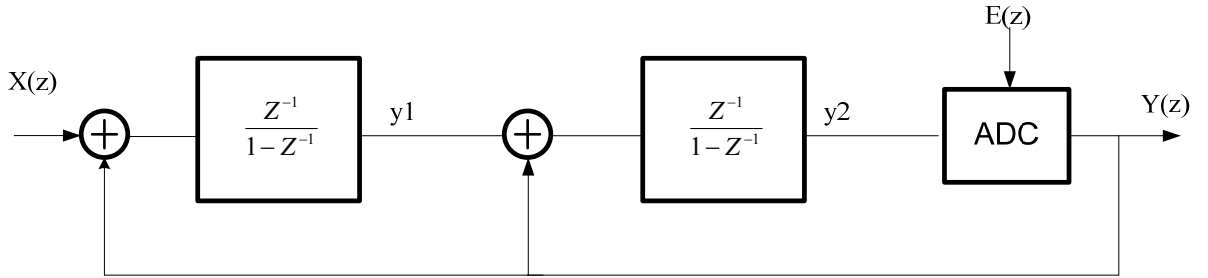 E(z)
X(z)
Z^{-1}
1 - Z^{-1}
y1
Z^{-1}
1 - Z^{-1}
y2
ADC
Y(z)